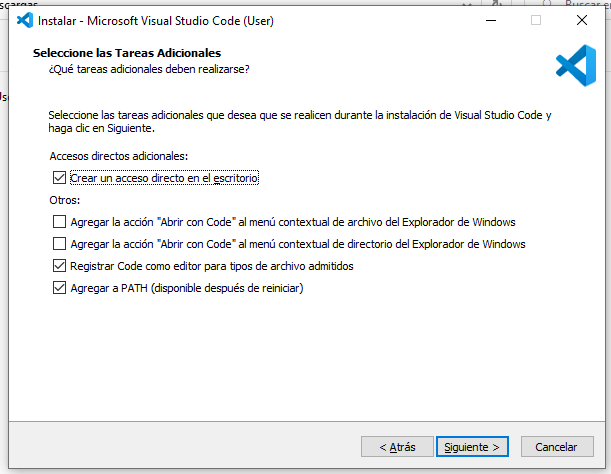 scargas
Buscar en
Instalar - Microsoft Visual Studio Code (User)
Seleccione las Tareas Adicionales
¿Qué tareas adicionales deben realizarse?
Seleccione las tareas adicionales que desea que se realicen durante la instalación de Visual Studio Code y
haga clic en Siguiente.
Accesos directos adicionales:
Crear un acceso directo en el escritorio
Otros:
Agregar la acción "Abrir con Code" al menú contextual de archivo del Explorador de Windows
Agregar la acción "Abrir con Code" al menú contextual de directorio del Explorador de Windows
Registrar Code como editor para tipos de archivo admitidos
Agregar a PATH (disponible después de reiniciar)
< Atrás
Siguiente >
Cancelar